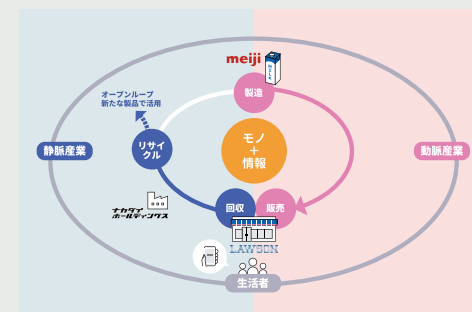 meiji
MILK
製造
オープンループ
新たな製品で活用
リサイ
クル
モノ
+
情報
静脈産業
動脈産業
ナカダイ
ホールディングス
回収
販売
LAWSON
生活者